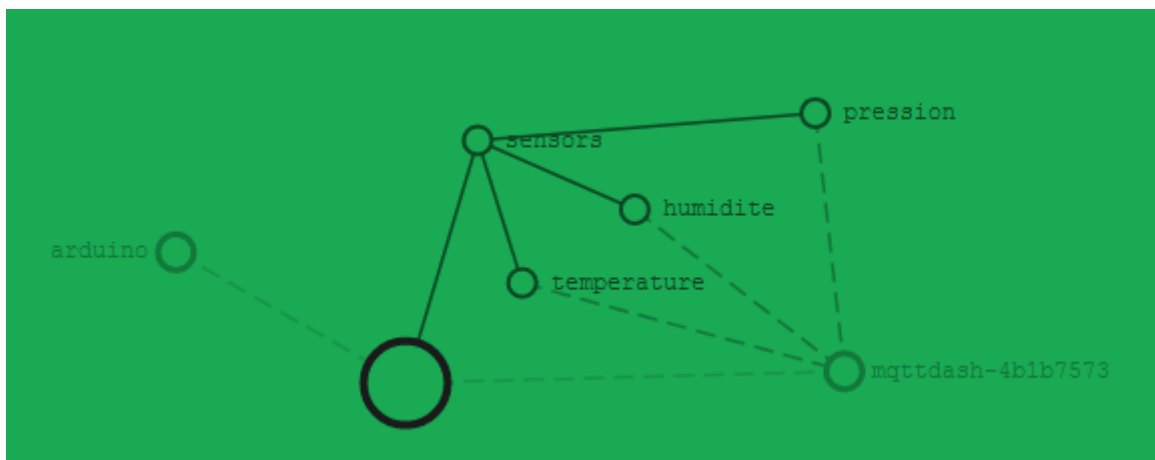 pression
sensors
humidite
arduino
temperature
mqttdash-4b1b7573